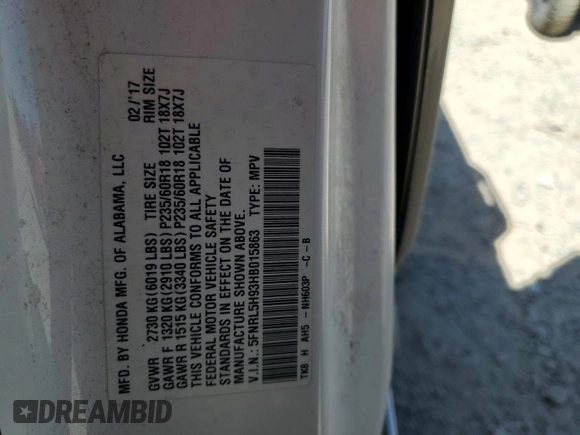 MFD. BY HONDA MFG. OF ALABAMA, LLC 02/'17
GVWR 2730 KG(6019 LBS) TIRE SIZE RIM SIZE
GAWR F 1320 KG(2910 LBS) P235/60R18 102T 18X7J
GAWR R 1515 KG(3340 LBS) P235/60R18 102T 18X7J
THIS VEHICLE CONFORMS TO ALL APPLICABLE
FEDERAL MOTOR VEHICLE SAFETY
STANDARDS IN EFFECT ON THE DATE OF
MANUFACTURE SHOWN ABOVE.
V.I.N.: 5FNRL5H93HB015863 TYPE: MPV
TK8 H AH5 - NH603P -C - B
DREAMBID